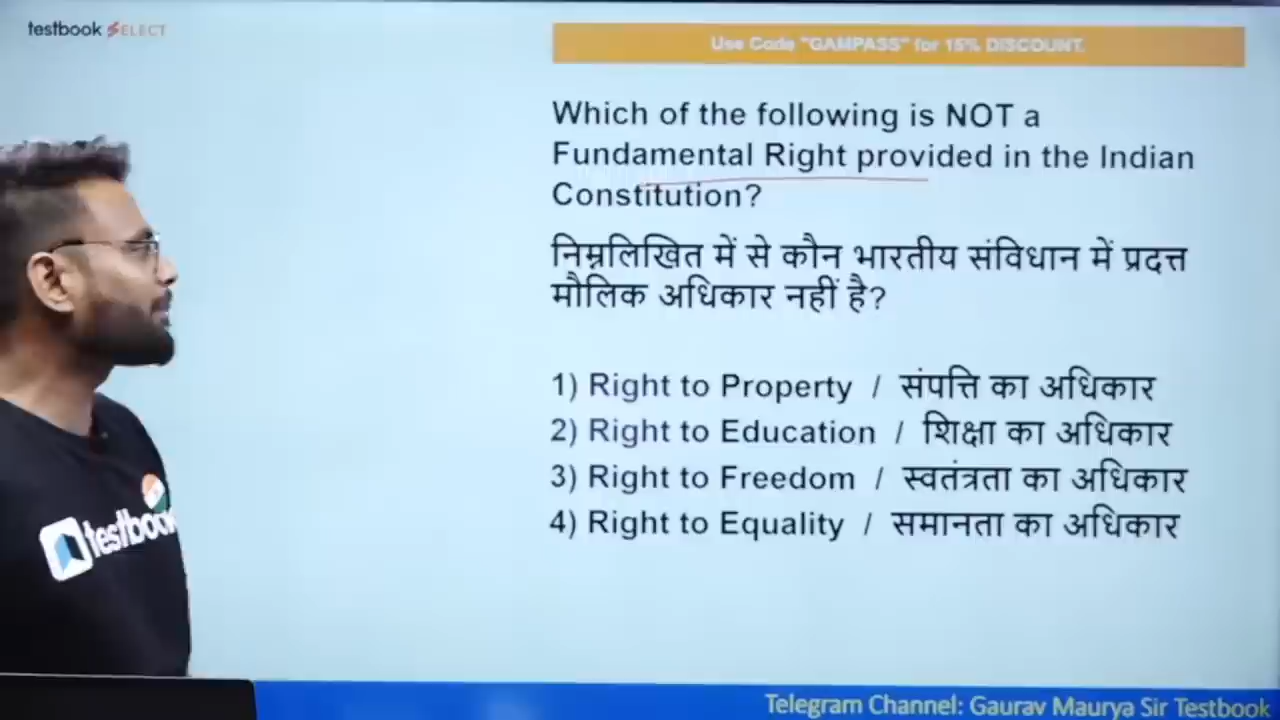 testbook SELECT
Use Code "GAMPASS" for 15% DISCOUNT.
Which of the following is NOT a
Fundamental Right provided in the Indian
Constitution?
निम्नलिखित में से कौन भारतीय संविधान में प्रदत्त
मौलिक अधिकार नहीं है?
1) Right to Property / संपत्ति का अधिकार
2) Right to Education / शिक्षा का अधिकार
3) Right to Freedom / स्वतंत्रता का अधिकार
4) Right to Equality / समानता का अधिकार
testbook
Telegram Channel: Gaurav Maurya Sir Testbook